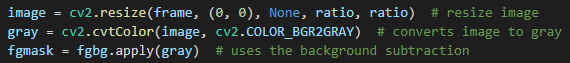 image = cv2.resize(frame, (0, 0), None, ratio, ratio)  # resize image
gray = cv2.cvtColor(image, cv2.COLOR_BGR2GRAY)  # converts image to gray
fgmask = fgbg.apply(gray)  # uses the background subtraction